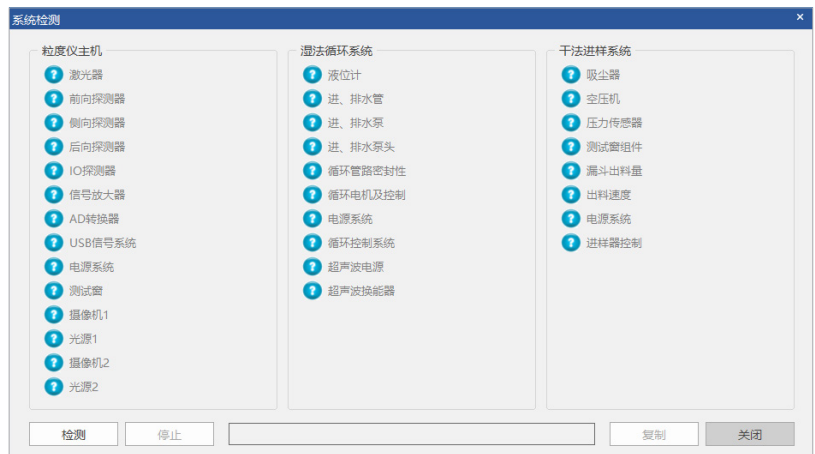 系统检测
×
粒度仪主机
激光器
前向探测器
侧向探测器
后向探测器
IO探测器
信号放大器
AD转换器
USB信号系统
电源系统
测试窗
摄像机1
光源1
摄像机2
光源2
湿法循环系统
液位计
进、排水管
进、排水泵
进、排水泵头
循环管路密封性
循环电机及控制
电源系统
循环控制系统
超声波电源
超声波换能器
干法进样系统
吸尘器
空压机
压力传感器
测试窗组件
漏斗出料量
出料速度
电源系统
进样器控制
检测
停止
复制
关闭